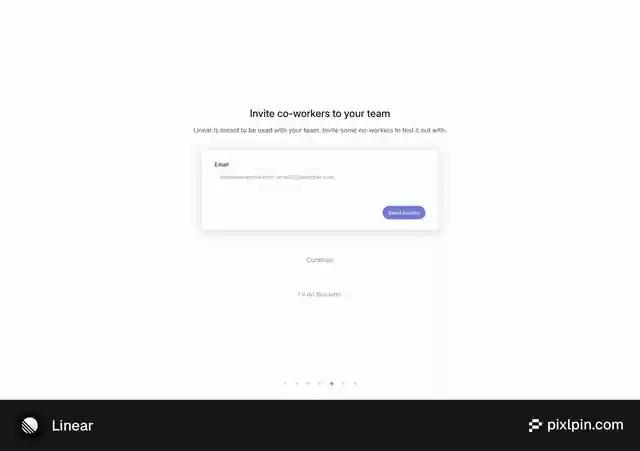 Invite co-workers to your team
Linear is meant to be used with your team. Invite some co-workers to test it out with.
Email
Send invites
Continue
I'll do this later
Linear
pixlpin.com